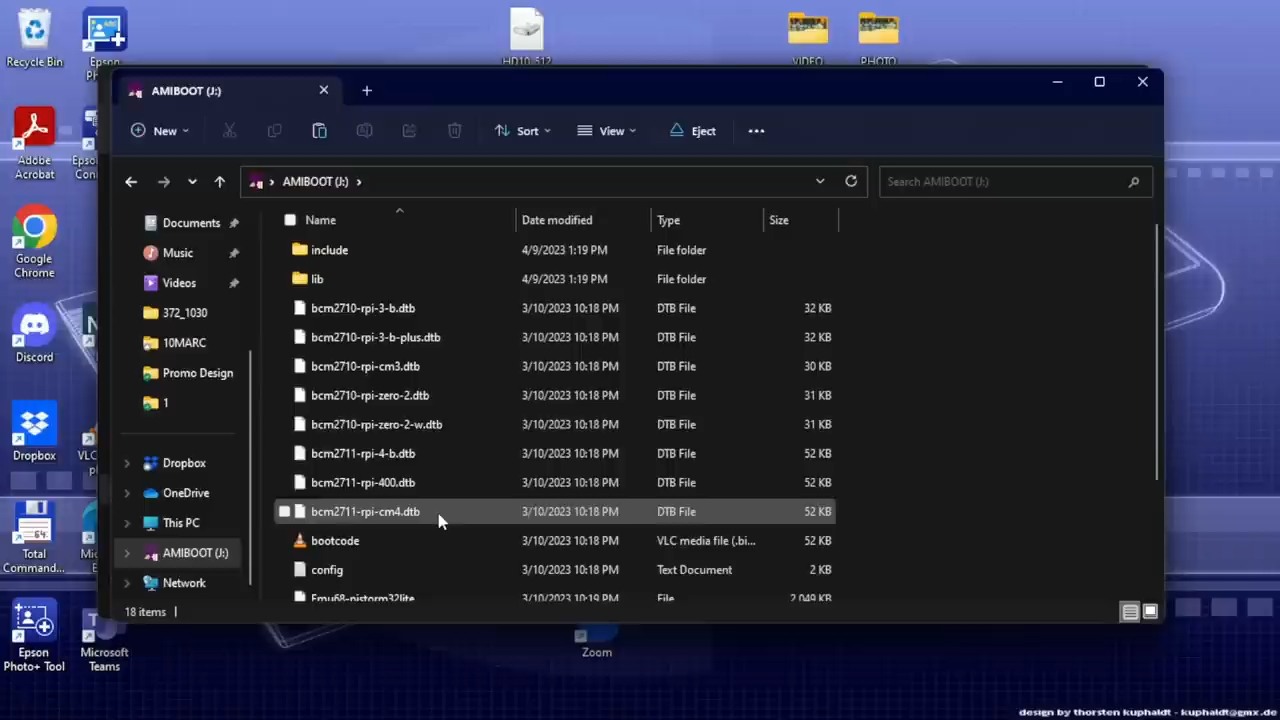 Recycle Bin
Epson
Ph
HD10_512
VIDEO
PHOTO
AMIBOOT (J:)
New
Sort
View
Eject
AMIBOOT (J:)
Search AMIBOOT (J:)
Adobe
Acrobat
Epson
Con
Google
Chrome
Discord
Dropbox
VLC
Total
Command...
Mic
Epson
Photo+ Tool
Microsoft
Teams
Documents
Music
Videos
372_1030
10MARC
Promo Design
1
Dropbox
OneDrive
This PC
AMIBOOT (J:)
Network
Name Date modified Type Size
include 4/9/2023 1:19 PM File folder
lib 4/9/2023 1:19 PM File folder
bcm2710-rpi-3-b.dtb 3/10/2023 10:18 PM DTB File 32 KB
bcm2710-rpi-3-b-plus.dtb 3/10/2023 10:18 PM DTB File 32 KB
bcm2710-rpi-cm3.dtb 3/10/2023 10:18 PM DTB File 30 KB
bcm2710-rpi-zero-2.dtb 3/10/2023 10:18 PM DTB File 31 KB
bcm2710-rpi-zero-2-w.dtb 3/10/2023 10:18 PM DTB File 31 KB
bcm2711-rpi-4-b.dtb 3/10/2023 10:18 PM DTB File 52 KB
bcm2711-rpi-400.dtb 3/10/2023 10:18 PM DTB File 52 KB
bcm2711-rpi-cm4.dtb 3/10/2023 10:18 PM DTB File 52 KB
bootcode 3/10/2023 10:18 PM VLC media file (.bi... 52 KB
config 3/10/2023 10:18 PM Text Document 2 KB
Emu68-pistorm32lite 3/10/2023 10:19 PM File 2,049 KB
18 items
Zoom
design by thorsten kuphaldt - kuphaldt@gmx.de